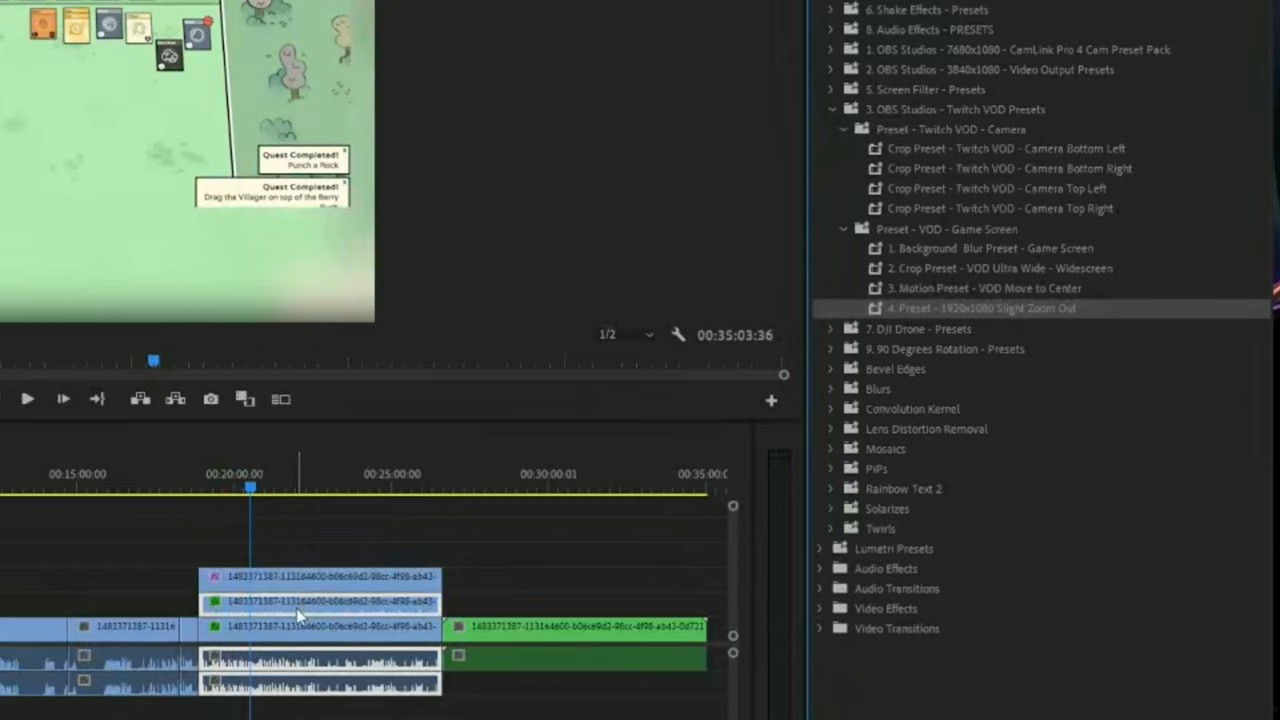 Quest Completed!
Punch a Rock
Quest Completed!
Drag the Villager on top of the Berry
1/2
00:35:03:36
00:15:00:00
00:20:00:00
00:25:00:00
00:30:00:01
00:35:00:0
1483371387-113164600-b06c69d2-98cc-4f98-ab43-
1483371387-113164600-b06c69d2-98cc-4f98-ab43-
1483371387-11316
1483371387-113164600-b06c69d2-98cc-4f98-ab43-
1483371387-113164600-b06c69d2-98cc-4f98-ab43-0d721
6. Shake Effects - Presets
8. Audio Effects - PRESETS
1. OBS Studios - 7680x1080 - CamLink Pro 4 Cam Preset Pack
2. OBS Studios - 3840x1080 - Video Output Presets
5. Screen Filter - Presets
3. OBS Studios - Twitch VOD Presets
Preset - Twitch VOD - Camera
Crop Preset - Twitch VOD - Camera Bottom Left
Crop Preset - Twitch VOD - Camera Bottom Right
Crop Preset - Twitch VOD - Camera Top Left
Crop Preset - Twitch VOD - Camera Top Right
Preset - VOD - Game Screen
1. Background Blur Preset - Game Screen
2. Crop Preset - VOD Ultra Wide - Widescreen
3. Motion Preset - VOD Move to Center
4. Preset - 1920x1080 Slight Zoom Out
7. DJI Drone - Presets
9. 90 Degrees Rotation - Presets
Bevel Edges
Blurs
Convolution Kernel
Lens Distortion Removal
Mosaics
PiPs
Rainbow Text 2
Solarizes
Twirls
Lumetri Presets
Audio Effects
Audio Transitions
Video Effects
Video Transitions